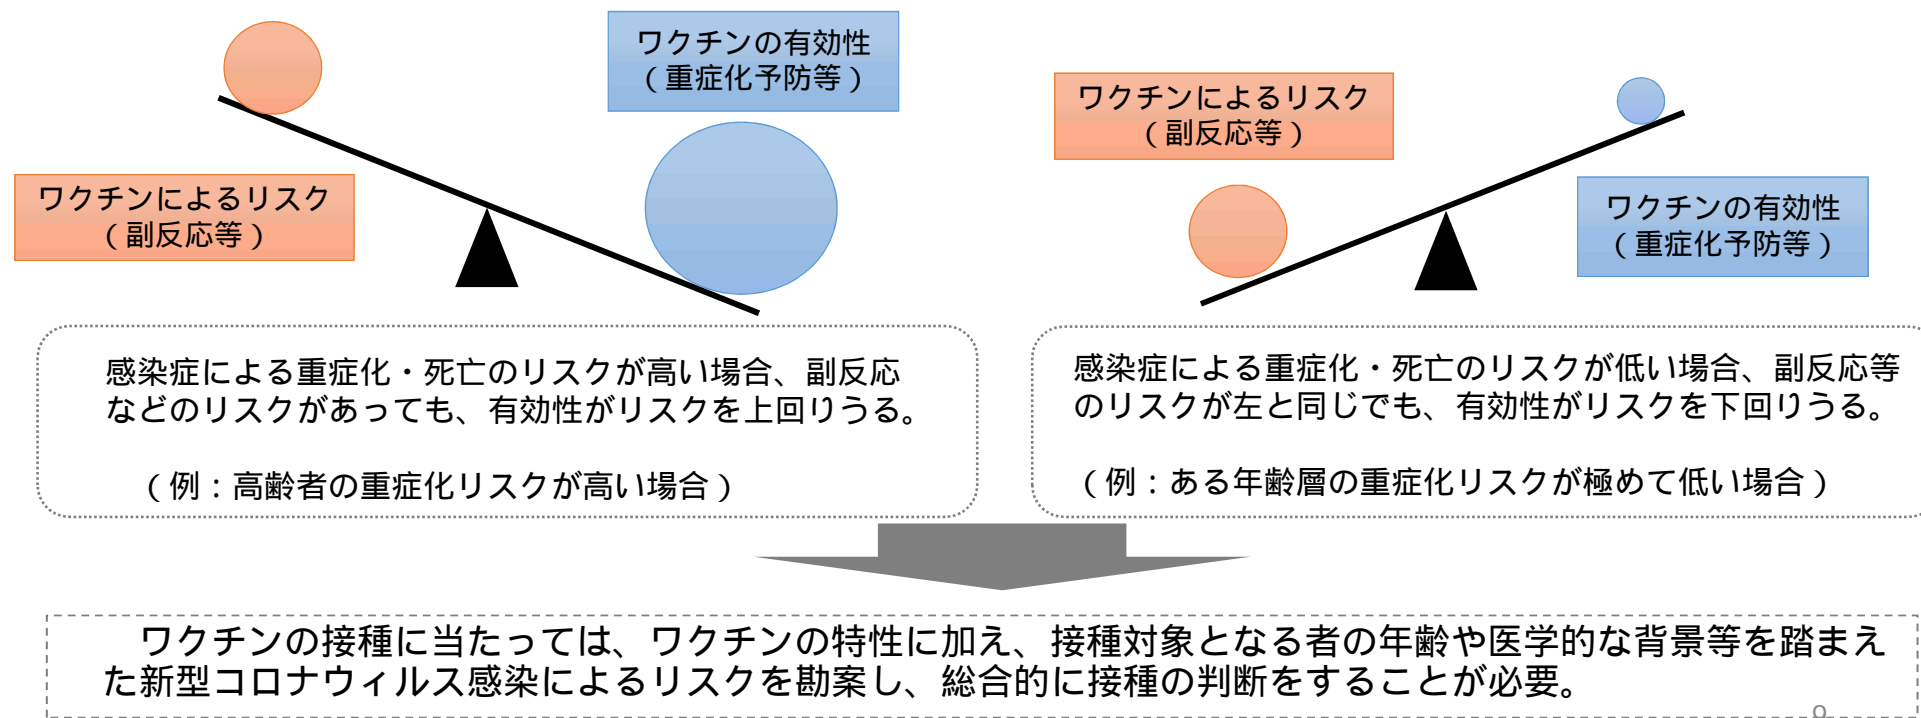 ワクチンの有効性
（重症化予防等）
ワクチンによるリスク
（副反応等）
感染症による重症化・死亡のリスクが高い場合、副反応
などのリスクがあっても、有効性がリスクを上回りうる。
（例：高齢者の重症化リスクが高い場合）
ワクチンによるリスク
（副反応等）
ワクチンの有効性
（重症化予防等）
感染症による重症化・死亡のリスクが低い場合、副反応等
のリスクが左と同じでも、有効性がリスクを下回りうる。
（例：ある年齢層の重症化リスクが極めて低い場合）
ワクチンの接種に当たっては、ワクチンの特性に加え、接種対象となる者の年齢や医学的な背景等を踏まえ
た新型コロナウィルス感染によるリスクを勘案し、総合的に接種の判断をすることが必要。